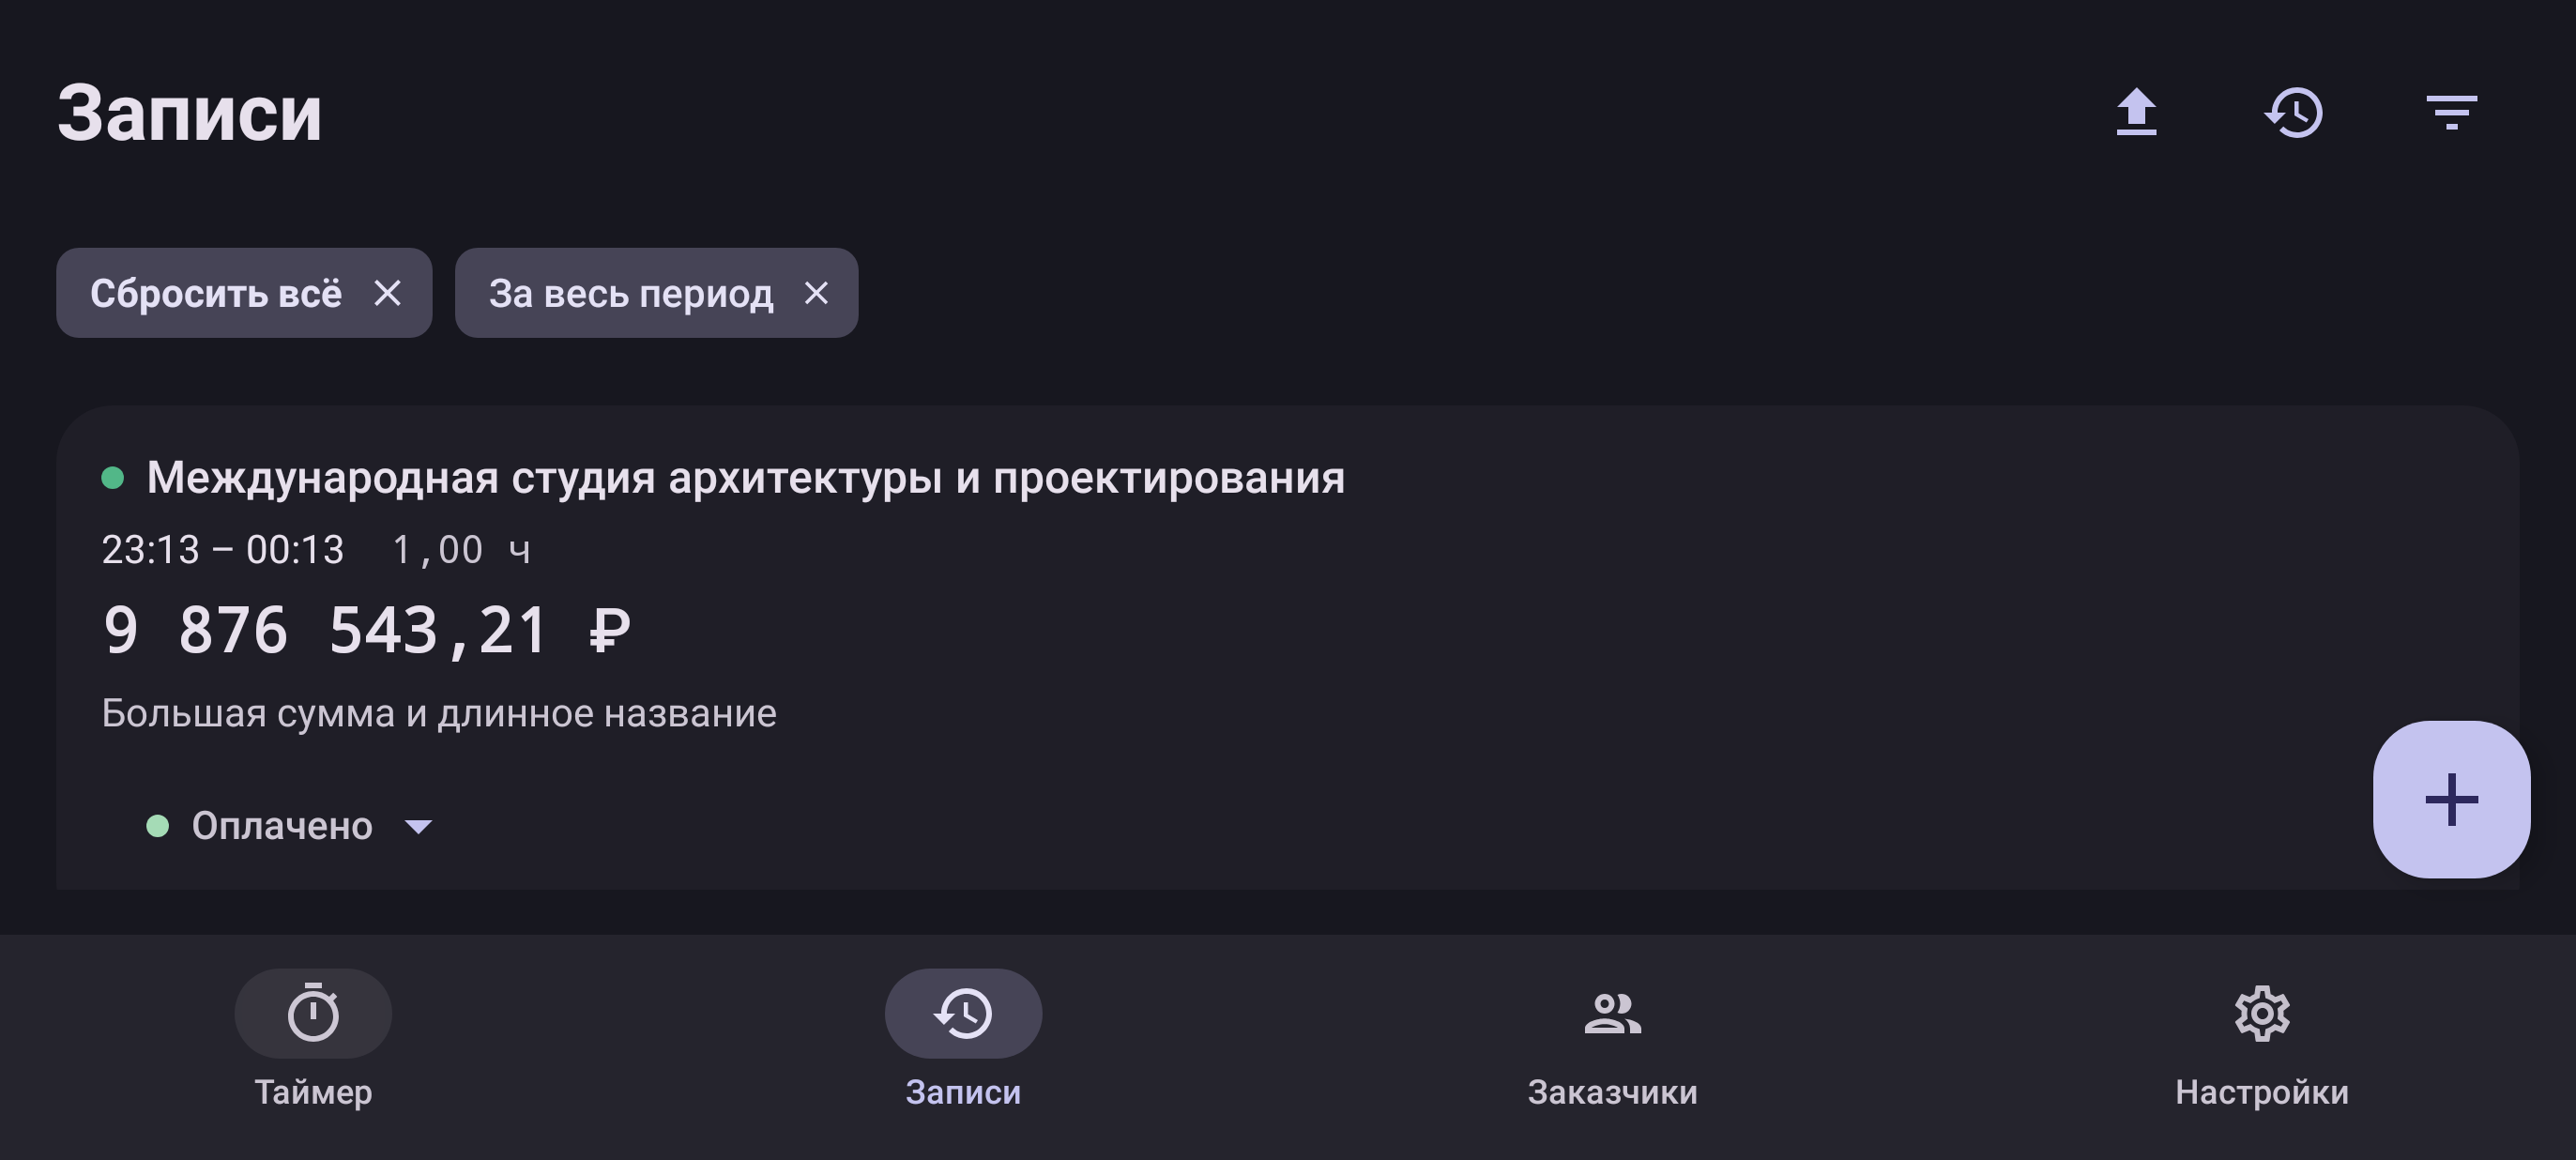 Записи
Сбросить всё
За весь период
Международная студия архитектуры и проектирования
23:13 – 00:13 1,00 ч
9 876 543,21 ₽
Большая сумма и длинное название
Оплачено
Таймер
Записи
Заказчики
Настройки